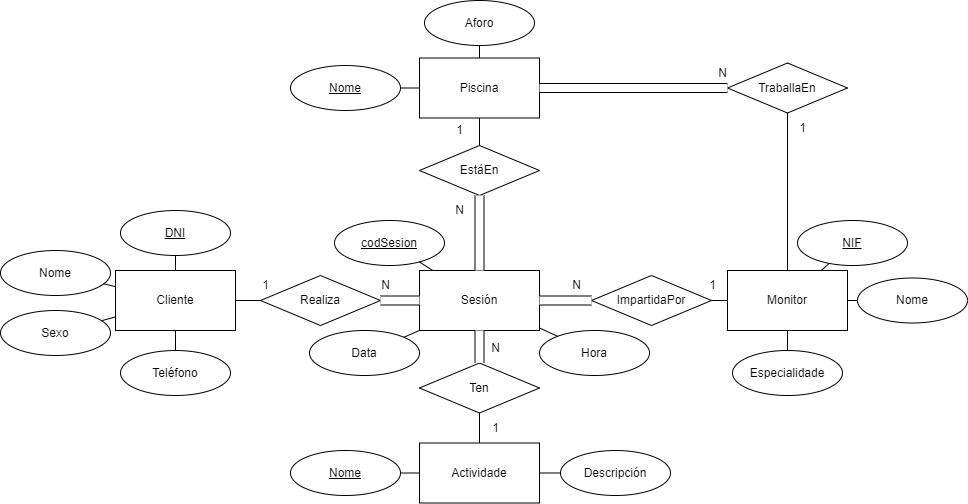 Aforo
Nome
Piscina
N
TraballaEn
1
1
EstáEn
N
DNI
codSesion
NIF
Nome
Cliente
1
Realiza
N
Sesión
N
ImpartidaPor
1
Monitor
Nome
Sexo
Teléfono
Data
N
Hora
Especialidade
Ten
1
Nome
Actividade
Descripción